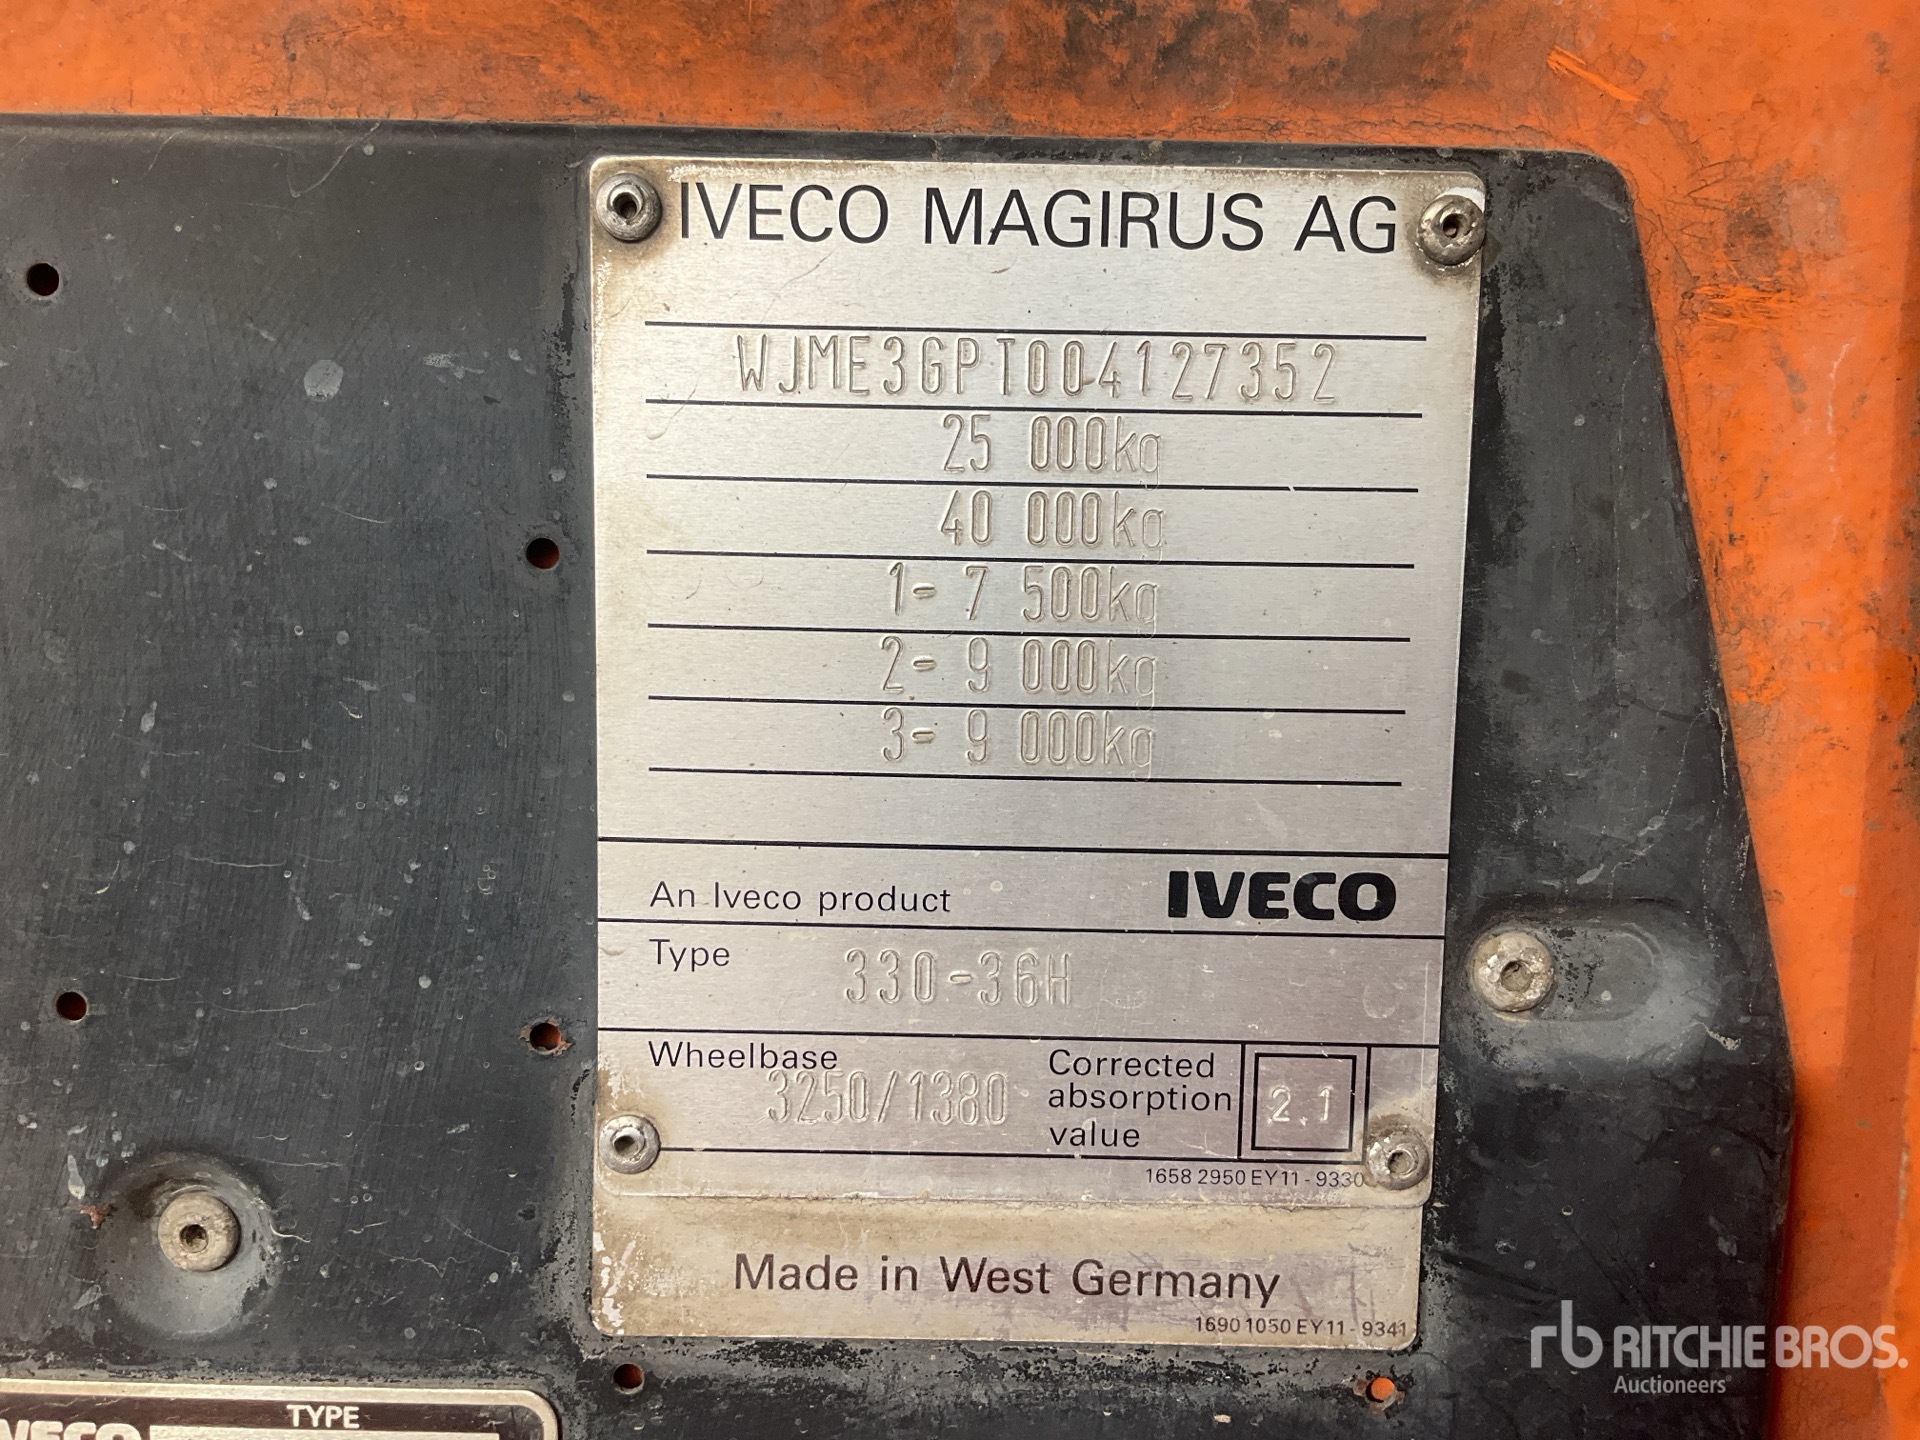 IVECO MAGIRUS AG
WJME3GPT004127352
25 000kg
40 000kg
1- 7 500kg
2- 9 000kg
3- 9 000kg
An Iveco product IVECO
Type 330-36H
Wheelbase 3250/1380
Corrected absorption value 2.1
1658 2950 EY11 - 9330
Made in West Germany
1690 1050 EY11 - 9341
IVECO TYPE
rb RITCHIE BROS.
Auctioneers